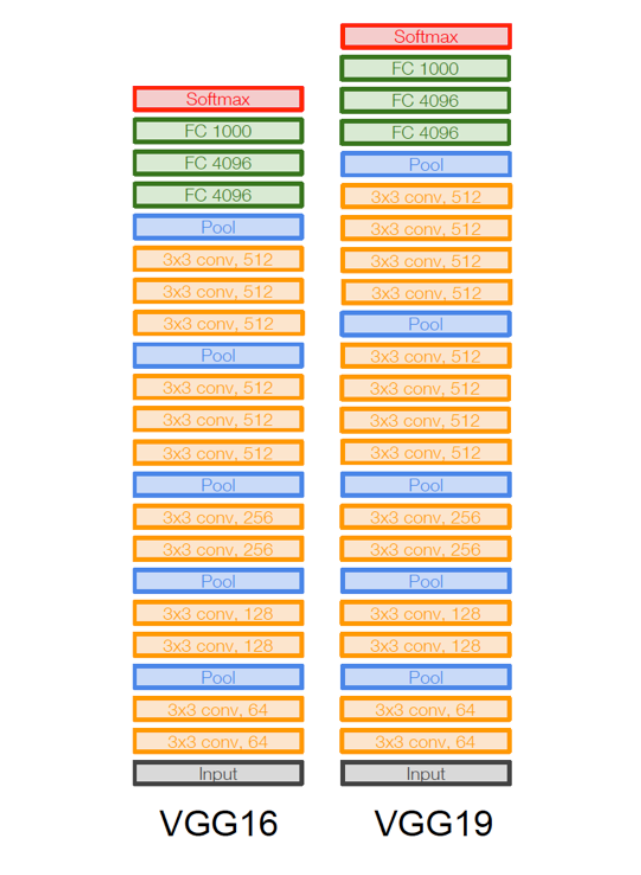 Softmax
FC 1000
FC 4096
FC 4096
Pool
3x3 conv, 512
3x3 conv, 512
3x3 conv, 512
Pool
3x3 conv, 512
3x3 conv, 512
3x3 conv, 512
Pool
3x3 conv, 256
3x3 conv, 256
Pool
3x3 conv, 128
3x3 conv, 128
Pool
3x3 conv, 64
3x3 conv, 64
Input
VGG16
Softmax
FC 1000
FC 4096
FC 4096
Pool
3x3 conv, 512
3x3 conv, 512
3x3 conv, 512
3x3 conv, 512
Pool
3x3 conv, 512
3x3 conv, 512
3x3 conv, 512
3x3 conv, 512
Pool
3x3 conv, 256
3x3 conv, 256
Pool
3x3 conv, 128
3x3 conv, 128
Pool
3x3 conv, 64
3x3 conv, 64
Input
VGG19